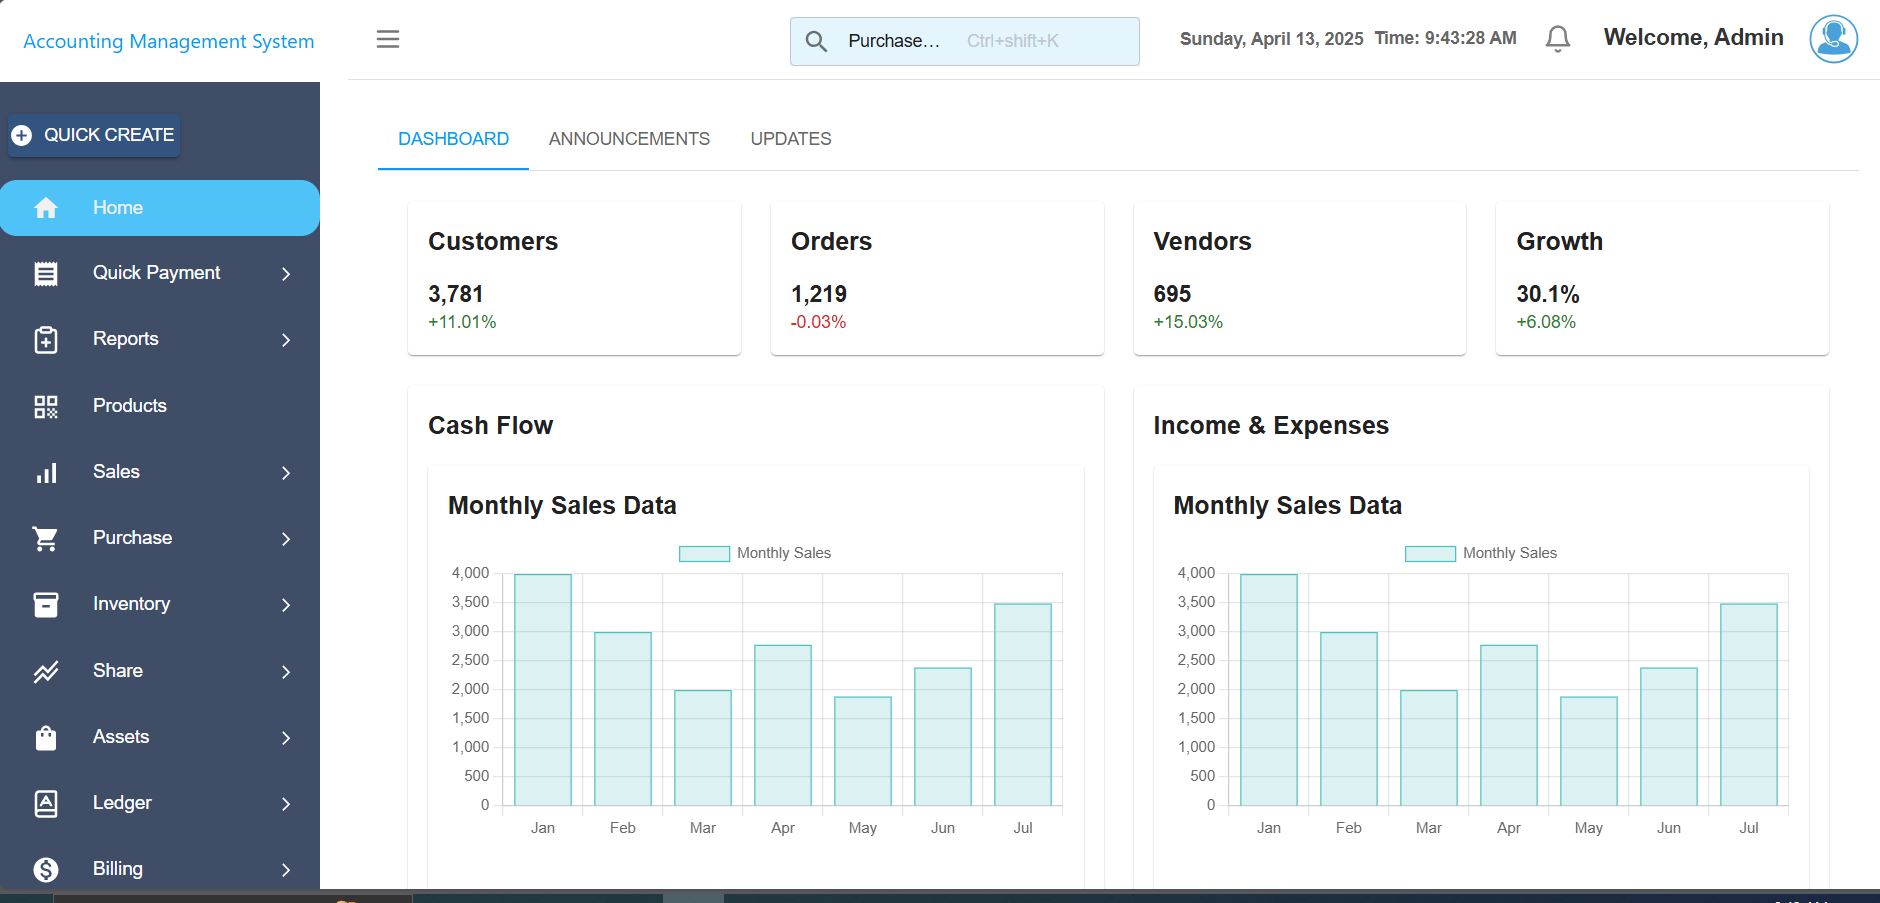 Accounting Management System
Purchase... Ctrl+shift+K
Sunday, April 13, 2025 Time: 9:43:28 AM
Welcome, Admin
QUICK CREATE
Home
Quick Payment
Reports
Products
Sales
Purchase
Inventory
Share
Assets
Ledger
Billing
DASHBOARD ANNOUNCEMENTS UPDATES
Customers
3,781
+11.01%
Orders
1,219
-0.03%
Vendors
695
+15.03%
Growth
30.1%
+6.08%
Cash Flow
Monthly Sales Data
Monthly Sales
4,000
3,500
3,000
2,500
2,000
1,500
1,000
500
0
Jan Feb Mar Apr May Jun Jul
Income & Expenses
Monthly Sales Data
Monthly Sales
4,000
3,500
3,000
2,500
2,000
1,500
1,000
500
0
Jan Feb Mar Apr May Jun Jul